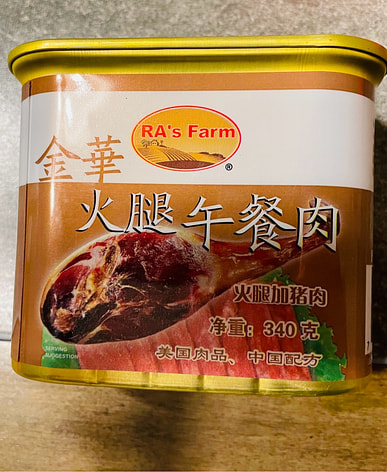 RA's Farm
®
金華
火腿午餐肉
火腿加猪肉
净重：340克
SERVING
SUGGESTION
美国肉品、中国配方